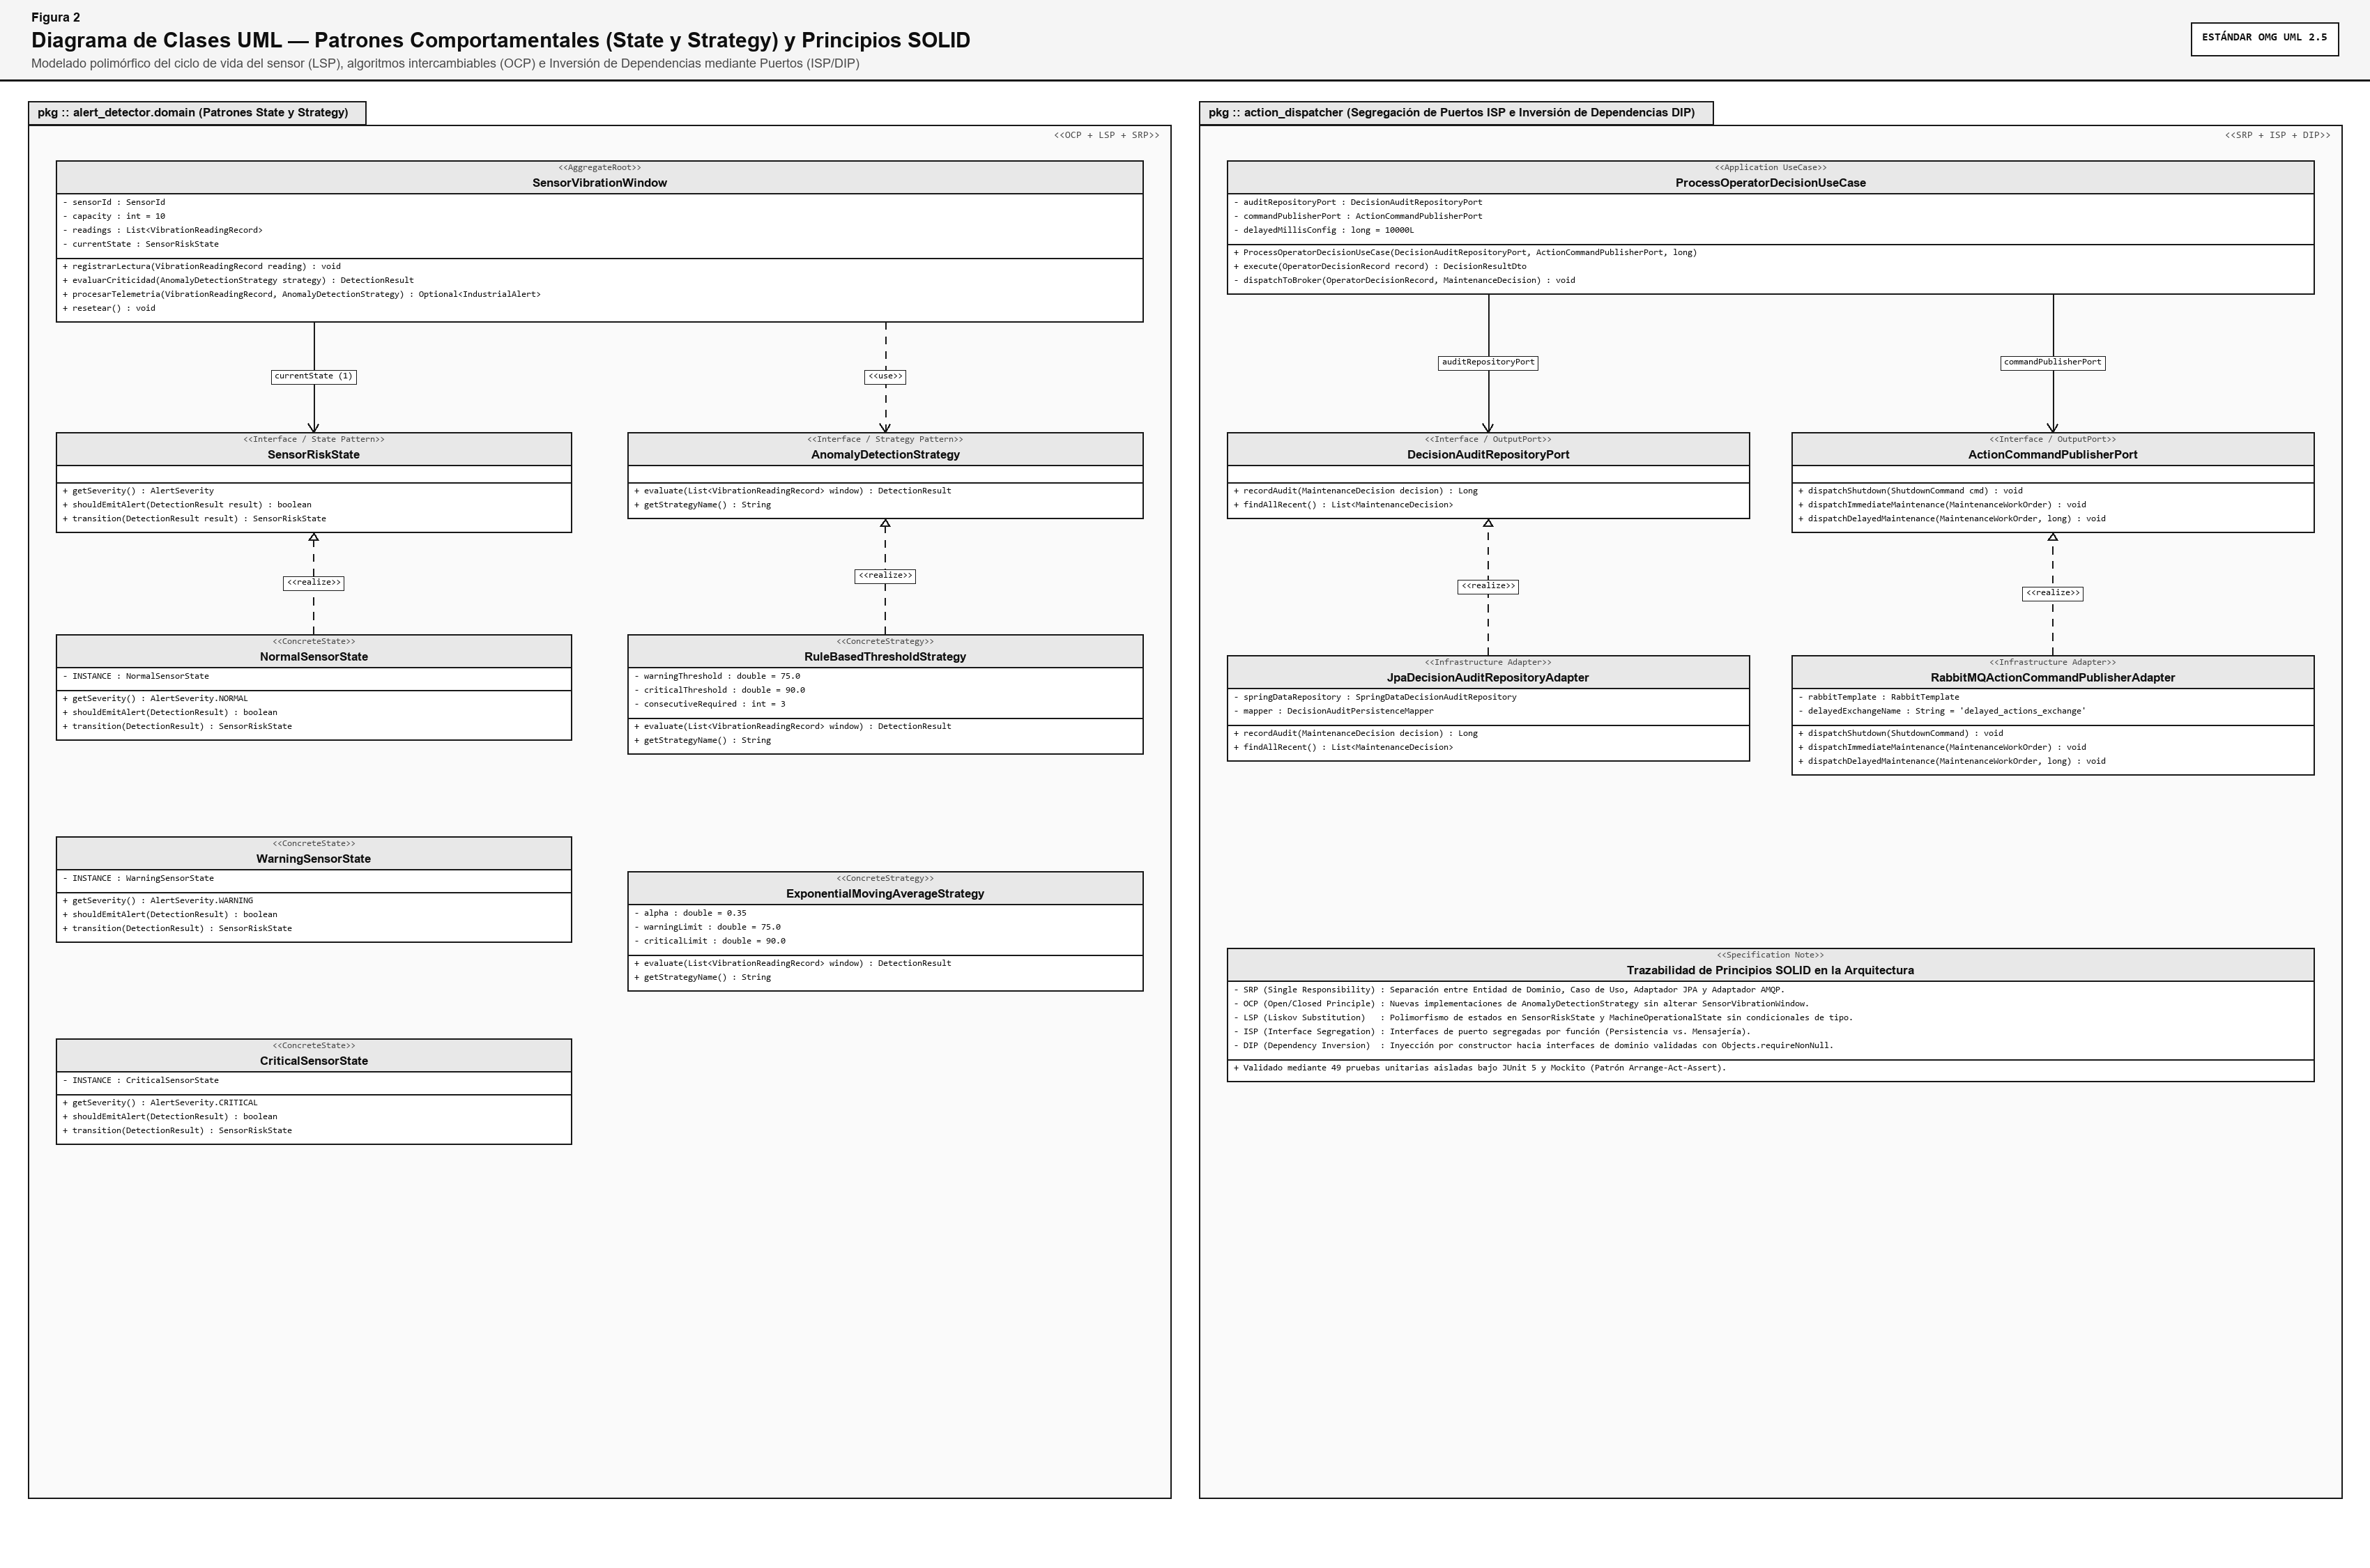 Figura 2
Diagrama de Clases UML — Patrones Comportamentales (State y Strategy) y Principios SOLID
Modelado polimórfico del ciclo de vida del sensor (LSP), algoritmos intercambiables (OCP) e Inversión de Dependencias mediante Puertos (ISP/DIP)
ESTÁNDAR OMG UML 2.5
pkg :: alert_detector.domain (Patrones State y Strategy)
<<OCP + LSP + SRP>>
<<AggregateRoot>>
SensorVibrationWindow
- sensorId : SensorId
- capacity : int = 10
- readings : List<VibrationReadingRecord>
- currentState : SensorRiskState
+ registrarLectura(VibrationReadingRecord reading) : void
+ evaluarCriticidad(AnomalyDetectionStrategy strategy) : DetectionResult
+ procesarTelemetria(VibrationReadingRecord, AnomalyDetectionStrategy) : Optional<IndustrialAlert>
+ resetear() : void
currentState (1)
<<use>>
<<Interface / State Pattern>>
SensorRiskState
+ getSeverity() : AlertSeverity
+ shouldEmitAlert(DetectionResult result) : boolean
+ transition(DetectionResult result) : SensorRiskState
<<Interface / Strategy Pattern>>
AnomalyDetectionStrategy
+ evaluate(List<VibrationReadingRecord> window) : DetectionResult
+ getStrategyName() : String
<<realize>>
<<realize>>
<<ConcreteState>>
NormalSensorState
- INSTANCE : NormalSensorState
+ getSeverity() : AlertSeverity.NORMAL
+ shouldEmitAlert(DetectionResult) : boolean
+ transition(DetectionResult) : SensorRiskState
<<ConcreteStrategy>>
RuleBasedThresholdStrategy
- warningThreshold : double = 75.0
- criticalThreshold : double = 90.0
- consecutiveRequired : int = 3
+ evaluate(List<VibrationReadingRecord> window) : DetectionResult
+ getStrategyName() : String
<<ConcreteState>>
WarningSensorState
- INSTANCE : WarningSensorState
+ getSeverity() : AlertSeverity.WARNING
+ shouldEmitAlert(DetectionResult) : boolean
+ transition(DetectionResult) : SensorRiskState
<<ConcreteStrategy>>
ExponentialMovingAverageStrategy
- alpha : double = 0.35
- warningLimit : double = 75.0
- criticalLimit : double = 90.0
+ evaluate(List<VibrationReadingRecord> window) : DetectionResult
+ getStrategyName() : String
<<ConcreteState>>
CriticalSensorState
- INSTANCE : CriticalSensorState
+ getSeverity() : AlertSeverity.CRITICAL
+ shouldEmitAlert(DetectionResult) : boolean
+ transition(DetectionResult) : SensorRiskState
pkg :: action_dispatcher (Segregación de Puertos ISP e Inversión de Dependencias DIP)
<<SRP + ISP + DIP>>
<<Application UseCase>>
ProcessOperatorDecisionUseCase
- auditRepositoryPort : DecisionAuditRepositoryPort
- commandPublisherPort : ActionCommandPublisherPort
- delayedMillisConfig : long = 10000L
+ ProcessOperatorDecisionUseCase(DecisionAuditRepositoryPort, ActionCommandPublisherPort, long)
+ execute(OperatorDecisionRecord record) : DecisionResultDto
- dispatchToBroker(OperatorDecisionRecord, MaintenanceDecision) : void
auditRepositoryPort
commandPublisherPort
<<Interface / OutputPort>>
DecisionAuditRepositoryPort
+ recordAudit(MaintenanceDecision decision) : Long
+ findAllRecent() : List<MaintenanceDecision>
<<Interface / OutputPort>>
ActionCommandPublisherPort
+ dispatchShutdown(ShutdownCommand cmd) : void
+ dispatchImmediateMaintenance(MaintenanceWorkOrder) : void
+ dispatchDelayedMaintenance(MaintenanceWorkOrder, long) : void
<<realize>>
<<realize>>
<<Infrastructure Adapter>>
JpaDecisionAuditRepositoryAdapter
- springDataRepository : SpringDataDecisionAuditRepository
- mapper : DecisionAuditPersistenceMapper
+ recordAudit(MaintenanceDecision decision) : Long
+ findAllRecent() : List<MaintenanceDecision>
<<Infrastructure Adapter>>
RabbitMQActionCommandPublisherAdapter
- rabbitTemplate : RabbitTemplate
- delayedExchangeName : String = 'delayed_actions_exchange'
+ dispatchShutdown(ShutdownCommand) : void
+ dispatchImmediateMaintenance(MaintenanceWorkOrder) : void
+ dispatchDelayedMaintenance(MaintenanceWorkOrder, long) : void
<<Specification Note>>
Trazabilidad de Principios SOLID en la Arquitectura
- SRP (Single Responsibility) : Separación entre Entidad de Dominio, Caso de Uso, Adaptador JPA y Adaptador AMQP.
- OCP (Open/Closed Principle) : Nuevas implementaciones de AnomalyDetectionStrategy sin alterar SensorVibrationWindow.
- LSP (Liskov Substitution)   : Polimorfismo de estados en SensorRiskState y MachineOperationalState sin condicionales de tipo.
- ISP (Interface Segregation) : Interfaces de puerto segregadas por función (Persistencia vs. Mensajería).
- DIP (Dependency Inversion)  : Inyección por constructor hacia interfaces de dominio validadas con Objects.requireNonNull.
+ Validado mediante 49 pruebas unitarias aisladas bajo JUnit 5 y Mockito (Patrón Arrange-Act-Assert).